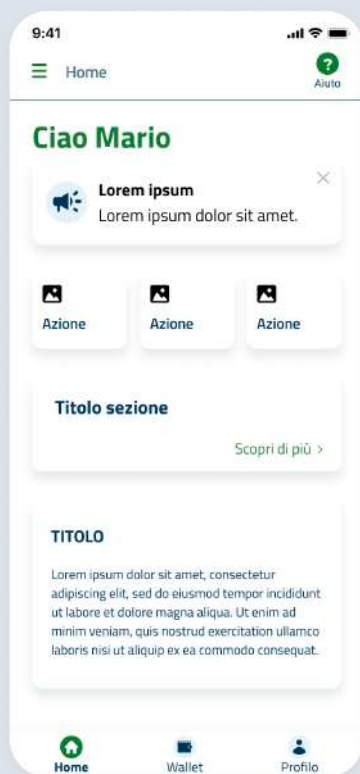 9:41
Home
?
Aiuto
Ciao Mario
Lorem ipsum
Lorem ipsum dolor sit amet.
Azione Azione Azione
Titolo sezione
Scopri di più >
TITOLO
Lorem ipsum dolor sit amet, consectetur
adipiscing elit, sed do eiusmod tempor incididunt
ut labore et dolore magna aliqua. Ut enim ad
minim veniam, quis nostrud exercitation ullamco
laboris nisi ut aliquip ex ea commodo consequat.
Home Wallet Profilo